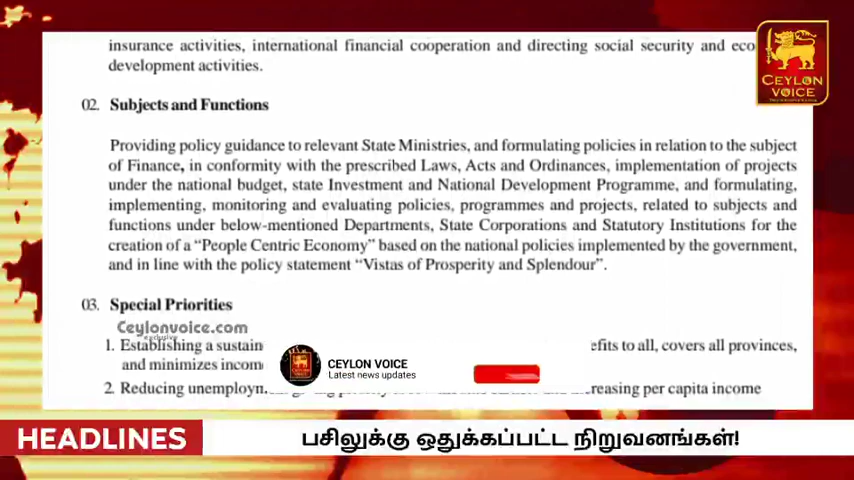 insurance activities, international financial cooperation and directing social security and
development activities.
02. Subjects and Functions
Providing policy guidance to relevant State Ministries, and formulating policies in relation to the subject
of Finance, in conformity with the prescribed Laws, Acts and Ordinances, implementation of projects
under the national budget, state Investment and National Development Programme, and formulating,
implementing, monitoring and evaluating policies, programmes and projects, related to subjects and
functions under below-mentioned Departments, State Corporations and Statutory Institutions for the
creation of a “People Centric Economy” based on the national policies implemented by the government,
and in line with the policy statement “Vistas of Prosperity and Splendour”.
03. Special Priorities
Ceylonvoice.com
exclusive
1. Establishing a to all, covers all provinces,
and minimizes
2. Reducing increasing per capita income
CEYLON VOICE
Latest news updates
CEYLON
VOICE
HEADLINES
பசிலுக்கு ஒதுக்கப்பட்ட நிறுவனங்கள்!